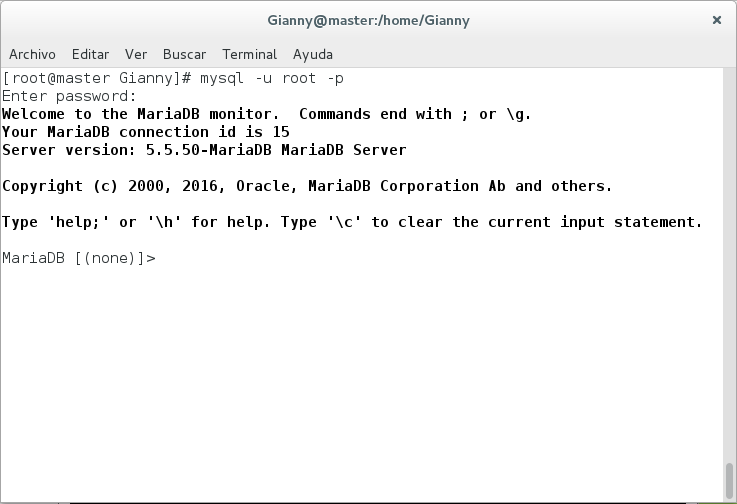 Gianny@master:/home/Gianny
Archivo Editar Ver Buscar Terminal Ayuda
[root@master Gianny]# mysql -u root -p
Enter password:
Welcome to the MariaDB monitor.  Commands end with ; or \g.
Your MariaDB connection id is 15
Server version: 5.5.50-MariaDB MariaDB Server
Copyright (c) 2000, 2016, Oracle, MariaDB Corporation Ab and others.
Type 'help;' or '\h' for help. Type '\c' to clear the current input statement.
MariaDB [(none)]>